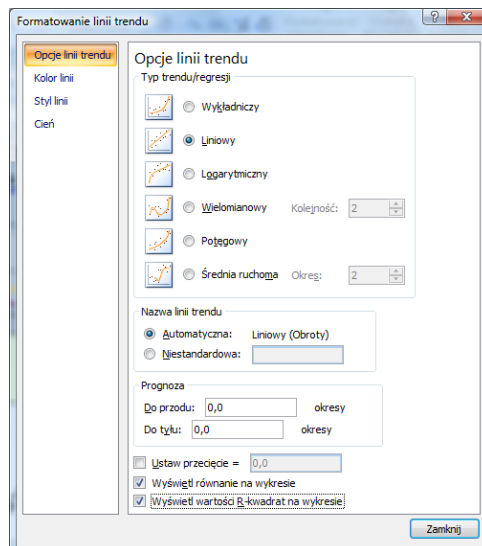 Formatowanie linii trendu
Opcje linii trendu
Kolor linii
Styl linii
Cień
Opcje linii trendu
Typ trendu/regresji
Wykładniczy
Liniowy
Logarytmiczny
Wielomianowy Kolejność: 2
Potęgowy
Średnia ruchoma Okres: 2
Nazwa linii trendu
Automatyczna: Liniowy (Obroty)
Niestandardowa:
Prognoza
Do przodu: 0,0 okresy
Do tyłu: 0,0 okresy
Ustaw przecięcie = 0,0
Wyświetl równanie na wykresie
Wyświetl wartości R-kwadrat na wykresie
Zamknij